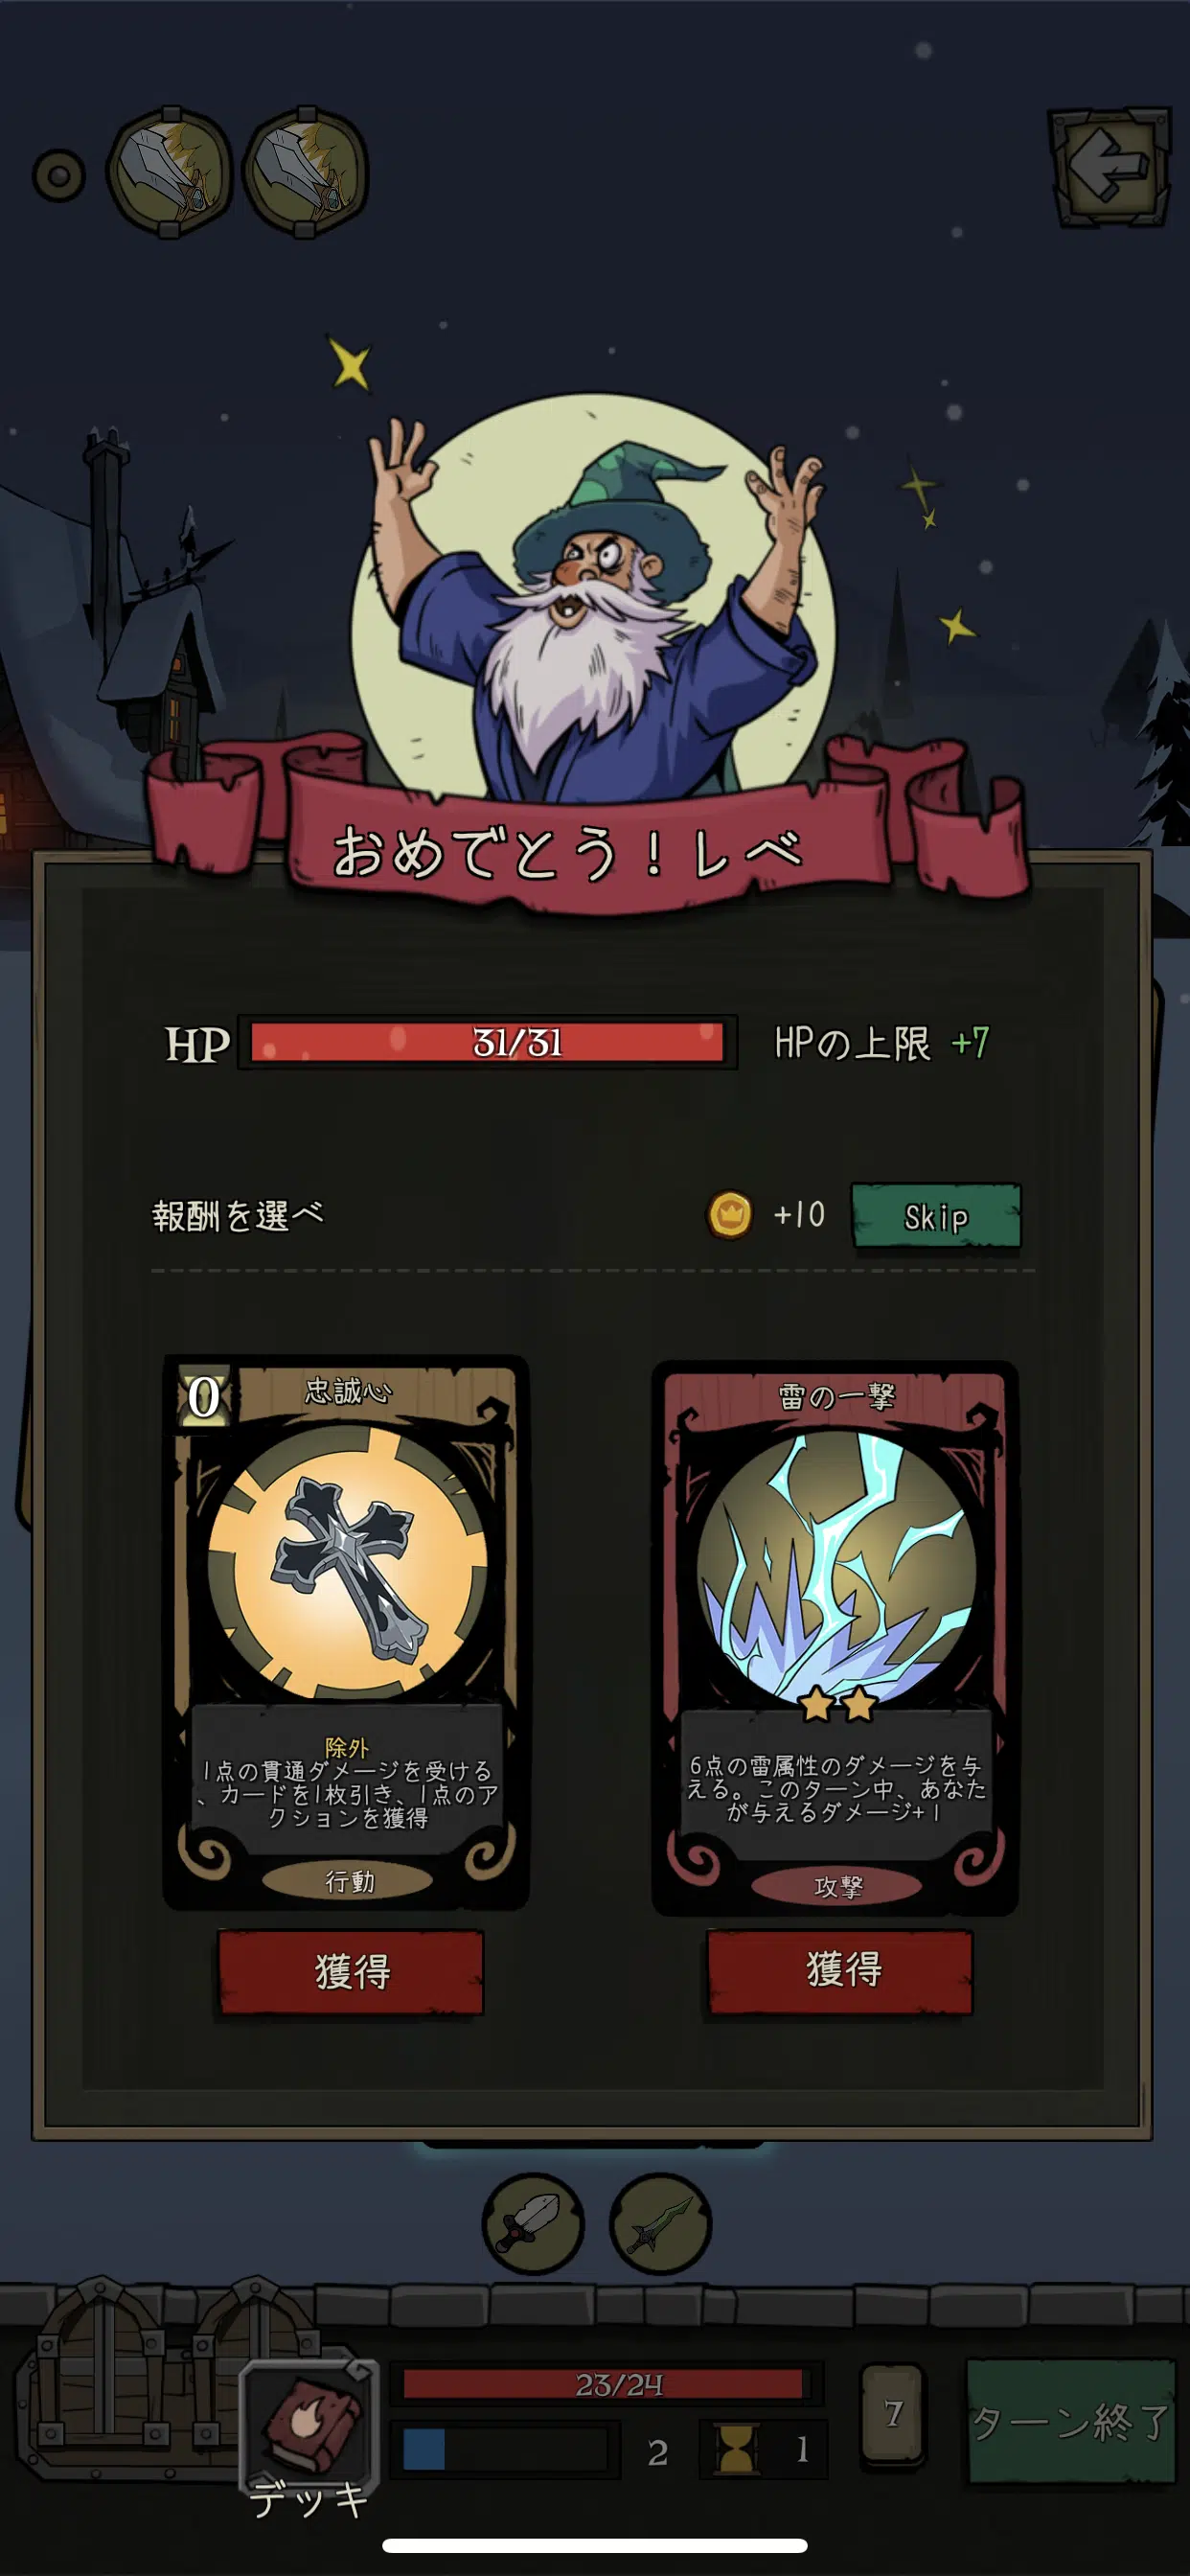 おめでとう！レベ
HP 31/31 HPの上限 +7
報酬を選べ +10 Skip
0 忠誠心
除外
1点の貫通ダメージを受ける
、カードを1枚引き、1点のア
クションを獲得
行動
獲得
雷の一撃
6点の雷属性のダメージを与
える。このターン中、あなた
が与えるダメージ+1
攻撃
獲得
23/24
2 1
7
ターン終了
デッキ